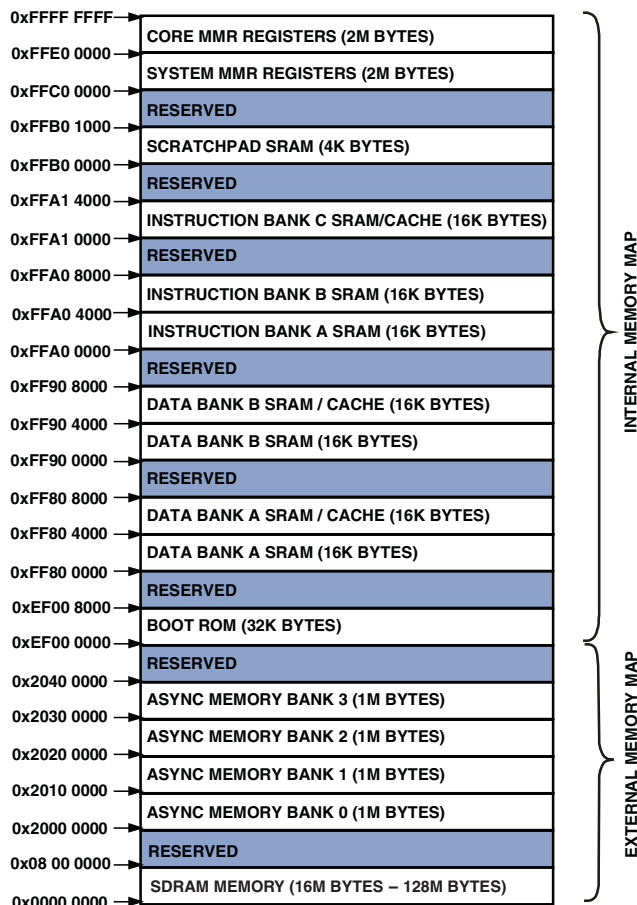 0xFFFF FFFF
CORE MMR REGISTERS (2M BYTES)
0xFFE0 0000
SYSTEM MMR REGISTERS (2M BYTES)
0xFFC0 0000
RESERVED
0xFFB0 1000
SCRATCHPAD SRAM (4K BYTES)
0xFFB0 0000
RESERVED
0xFFA1 4000
INSTRUCTION BANK C SRAM/CACHE (16K BYTES)
0xFFA1 0000
RESERVED
0xFFA0 8000
INSTRUCTION BANK B SRAM (16K BYTES)
0xFFA0 4000
INSTRUCTION BANK A SRAM (16K BYTES)
0xFFA0 0000
RESERVED
0xFF90 8000
DATA BANK B SRAM / CACHE (16K BYTES)
0xFF90 4000
DATA BANK B SRAM (16K BYTES)
0xFF90 0000
RESERVED
0xFF80 8000
DATA BANK A SRAM / CACHE (16K BYTES)
0xFF80 4000
DATA BANK A SRAM (16K BYTES)
0xFF80 0000
RESERVED
0xEF00 8000
BOOT ROM (32K BYTES)
0xEF00 0000
RESERVED
0x2040 0000
ASYNC MEMORY BANK 3 (1M BYTES)
0x2030 0000
ASYNC MEMORY BANK 2 (1M BYTES)
0x2020 0000
ASYNC MEMORY BANK 1 (1M BYTES)
0x2010 0000
ASYNC MEMORY BANK 0 (1M BYTES)
0x2000 0000
RESERVED
0x08 00 0000
SDRAM MEMORY (16M BYTES – 128M BYTES)
0x0000 0000
INTERNAL MEMORY MAP
EXTERNAL MEMORY MAP